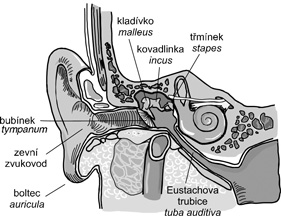 kladívko
malleus
kovadlinka
incus
třmínek
stapes
bubínek
tympanum
zevní
zvukovod
boltec
auricula
Eustachova
trubice
tuba auditiva